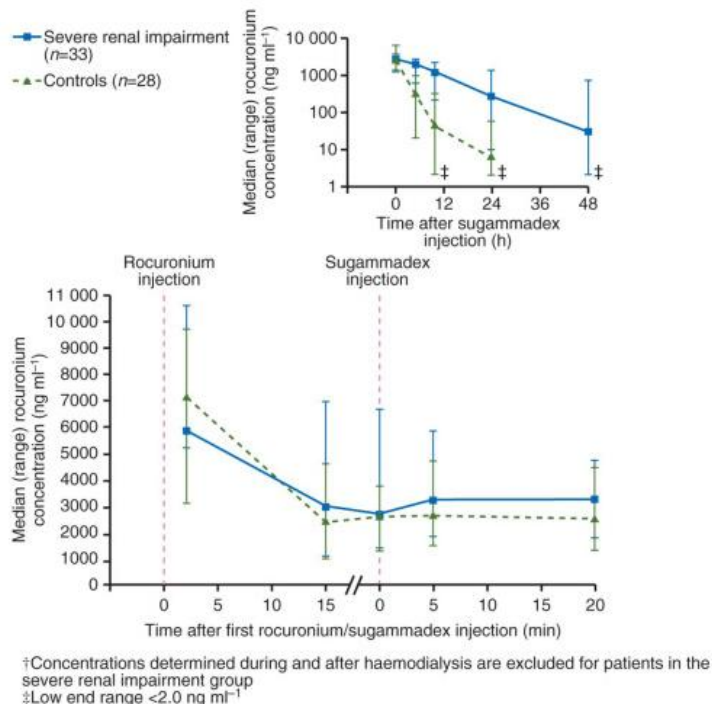 Severe renal impairment
(n=33)
Controls (n=28)
Median (range) rocuronium
concentration (ng ml⁻¹)
10 000
1000
100
10
1
‡
‡
‡
0
12
24
36
48
Time after sugammadex
injection (h)
Rocuronium
injection
Sugammadex
injection
Median (range) rocuronium
concentration (ng ml⁻¹)
11 000
10 000
9000
8000
7000
6000
5000
4000
3000
2000
1000
0
0
5
10
15
0
5
10
15
20
Time after first rocuronium/sugammadex injection (min)
†Concentrations determined during and after haemodialysis are excluded for patients in the
severe renal impairment group
‡Low end range <2.0 ng ml⁻¹